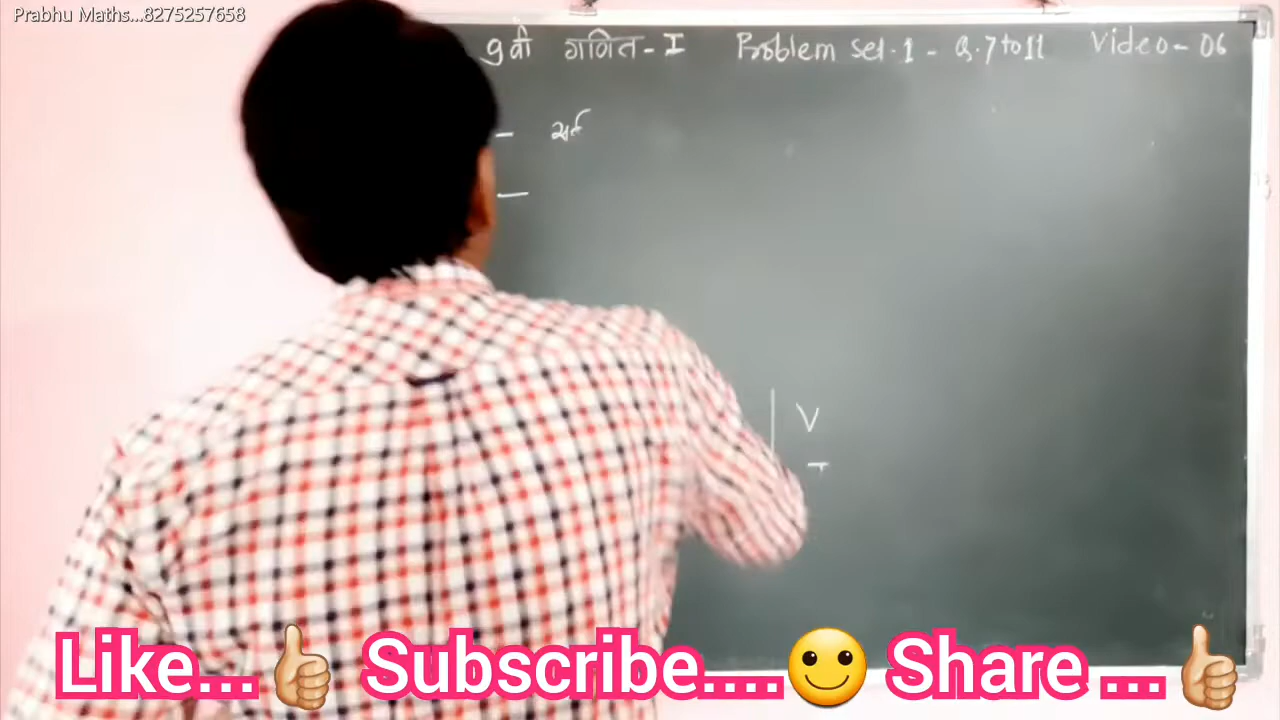 Prabhu Maths...8275257658
9वी गणित - I Problem set. 1 - Q. 7 to 11 Video - 06
V
Like...👍 Subscribe....🙂 Share ...👍